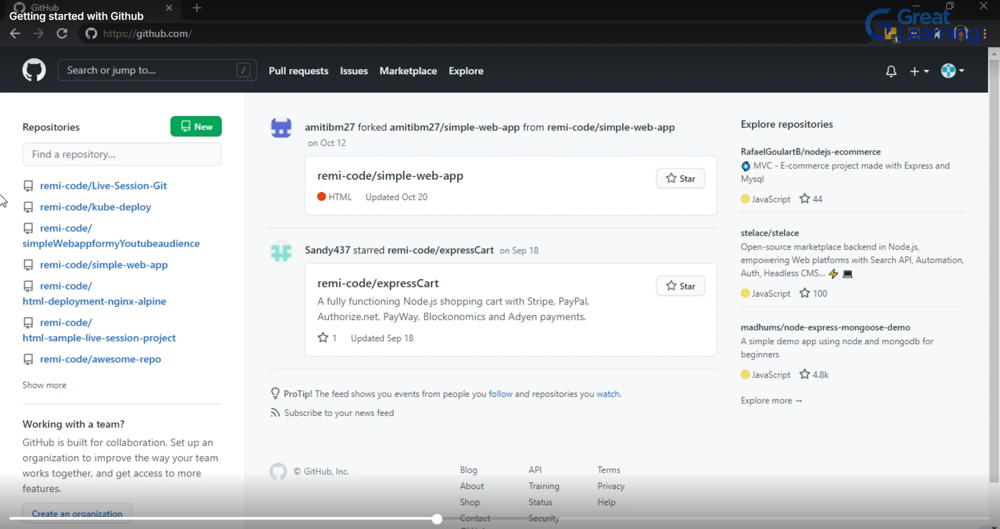 GitHub
Getting started with Github
Great
Learning
https://github.com/
1
Search or jump to...
/
Pull requests
Issues
Marketplace
Explore
Repositories
New
Find a repository...
remi-code/Live-Session-Git
remi-code/kube-deploy
remi-code/
simpleWebappformyYoutubeaudience
remi-code/simple-web-app
remi-code/
html-deployment-nginx-alpine
remi-code/
html-sample-live-session-project
remi-code/awesome-repo
Show more
Working with a team?
GitHub is built for collaboration. Set up an
organization to improve the way your team
works together, and get access to more
features.
Create an organization
amitibm27 forked amitibm27/simple-web-app from remi-code/simple-web-app
on Oct 12
remi-code/simple-web-app
Star
HTML Updated Oct 20
Sandy437 starred remi-code/expressCart on Sep 18
remi-code/expressCart
Star
A fully functioning Node.js shopping cart with Stripe, PayPal,
Authorize.net, PayWay, Blockonomics and Adyen payments.
1 Updated Sep 18
ProTip! The feed shows you events from people you follow and repositories you watch.
Subscribe to your news feed
© GitHub, Inc.
Blog
About
Shop
Contact
API
Training
Status
Security
Terms
Privacy
Help
Explore repositories
RafaelGoulartB/nodejs-ecommerce
MVC - E-commerce project made with Express and
Mysql
JavaScript 44
stelace/stelace
Open-source marketplace backend in Node.js,
empowering Web platforms with Search API, Automation,
Auth, Headless CMS...
JavaScript 100
madhums/node-express-mongoose-demo
A simple demo app using node and mongodb for
beginners
JavaScript 4.8k
Explore more →